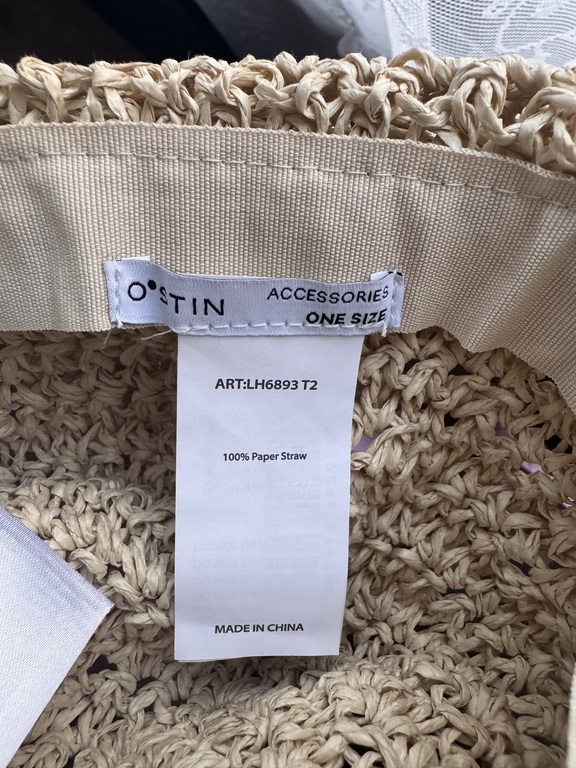 O'STIN
ACCESSORIES
ONE SIZE
ART:LH6893 T2
100% Paper Straw
MADE IN CHINA